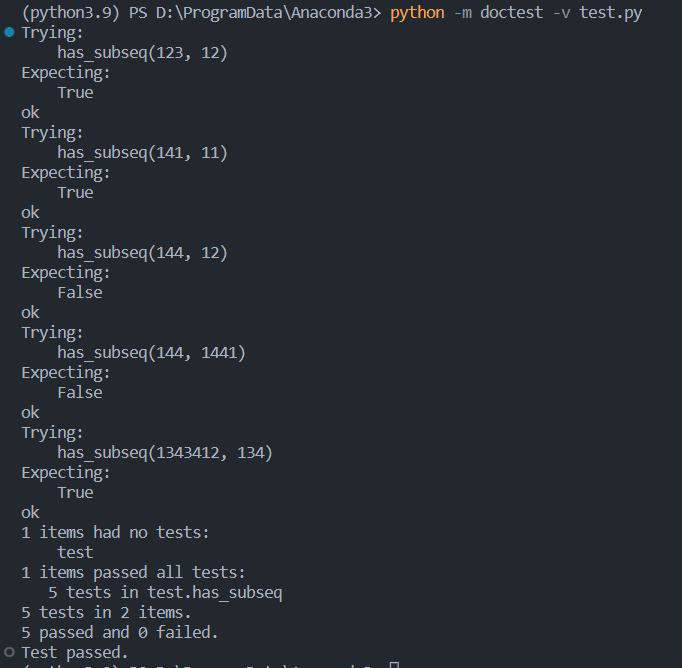 (python3.9) PS D:\ProgramData\Anaconda3> python -m doctest -v test.py
Trying:
    has_subseq(123, 12)
Expecting:
    True
ok
Trying:
    has_subseq(141, 11)
Expecting:
    True
ok
Trying:
    has_subseq(144, 12)
Expecting:
    False
ok
Trying:
    has_subseq(144, 1441)
Expecting:
    False
ok
Trying:
    has_subseq(1343412, 134)
Expecting:
    True
ok
1 items had no tests:
    test
1 items passed all tests:
   5 tests in test.has_subseq
5 tests in 2 items.
5 passed and 0 failed.
Test passed.